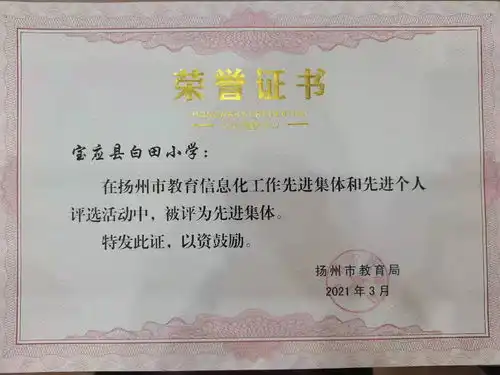 荣誉证书
宝应县白田小学：
在扬州市教育信息化工作先进集体和先进个人
评选活动中，被评为先进集体。
特发此证，以资鼓励。
扬州市教育局
2021年3月